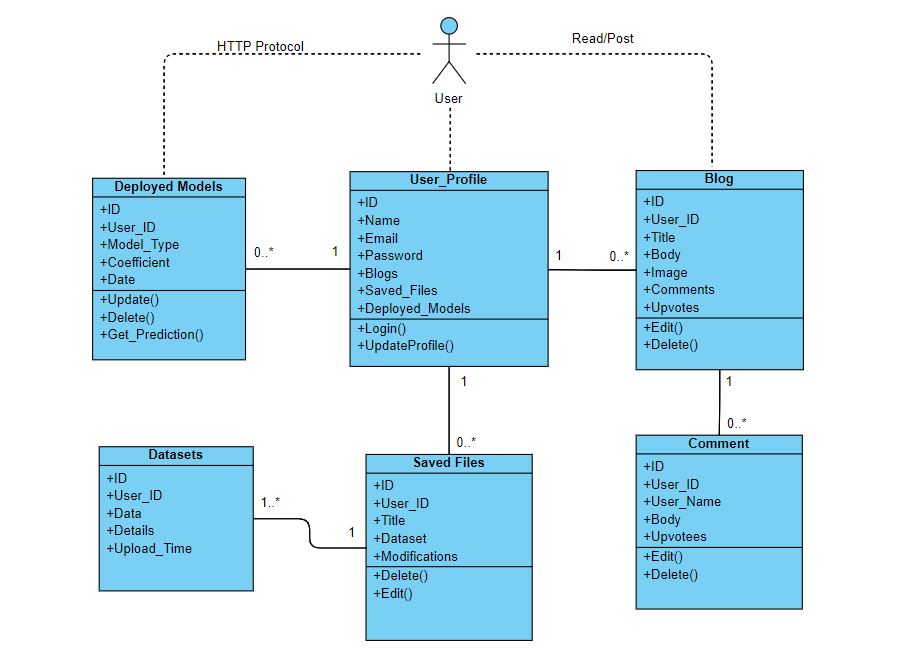 HTTP Protocol
Read/Post
User
Deployed Models
+ID
+User_ID
+Model_Type
+Coefficient
+Date
+Update()
+Delete()
+Get_Prediction()
0..*
1
User_Profile
+ID
+Name
+Email
+Password
+Blogs
+Saved_Files
+Deployed_Models
+Login()
+UpdateProfile()
1
0..*
Blog
+ID
+User_ID
+Title
+Body
+Image
+Comments
+Upvotes
+Edit()
+Delete()
1
0..*
1
0..*
Datasets
+ID
+User_ID
+Data
+Details
+Upload_Time
1..*
1
Saved Files
+ID
+User_ID
+Title
+Dataset
+Modifications
+Delete()
+Edit()
Comment
+ID
+User_ID
+User_Name
+Body
+Upvotees
+Edit()
+Delete()